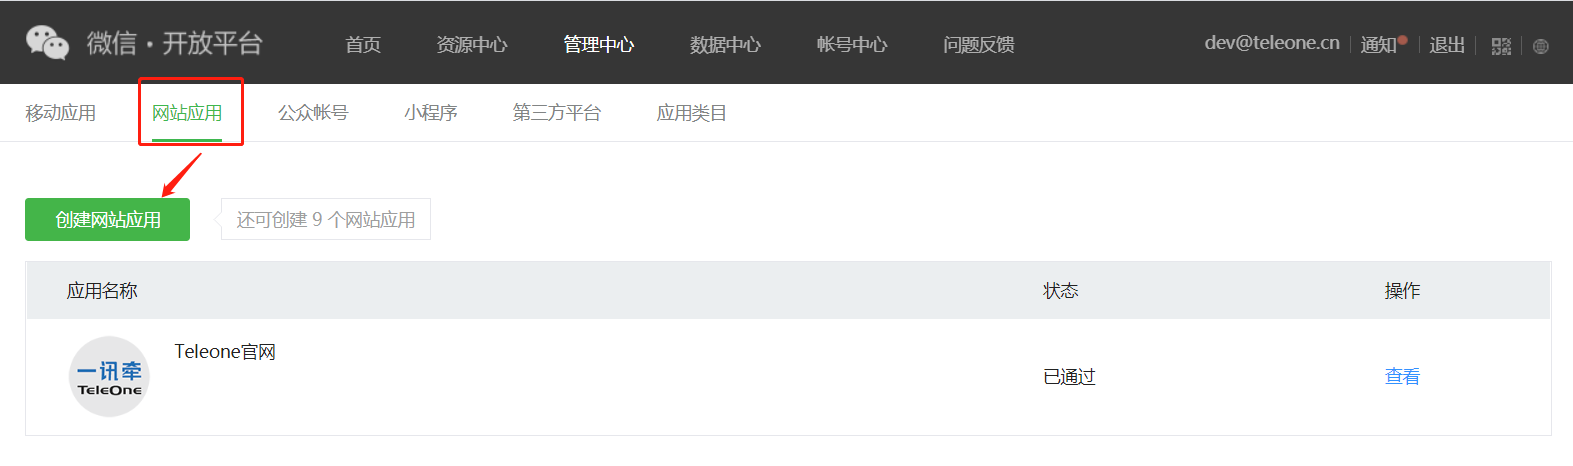 微信·开放平台 首页 资源中心 管理中心 数据中心 帐号中心 问题反馈 dev@teleone.cn 通知 退出
移动应用 网站应用 公众帐号 小程序 第三方平台 应用类目
创建网站应用 还可创建 9 个网站应用
应用名称 状态 操作
Teleone官网
一讯牵
TeleOne
已通过 查看